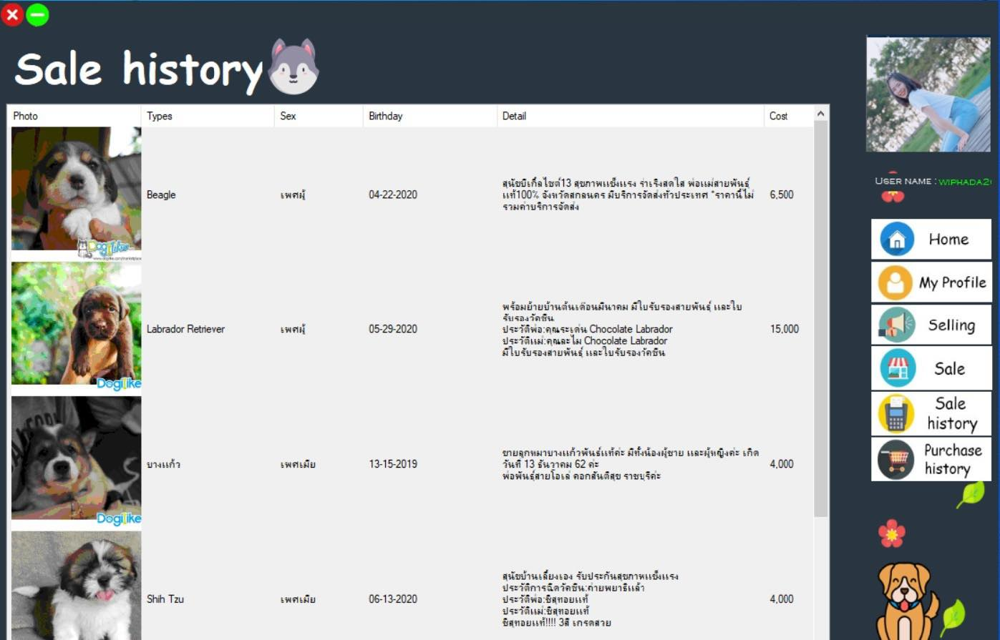 Sale history
Photo Types Sex Birthday Detail Cost
Beagle เพศผู้ 04-22-2020 6,500
สุนัขบีเกิ้ลไซต์13 สุขภาพแข็งแรง ร่าเริงสดใส พ่อแม่สายพันธุ์
แท้100% จังหวัดสกลนคร มีบริการจัดส่งทั่วประเทศ *ราคานี้ไม่
รวมค่าบริการจัดส่ง
Dogilike
www.dogilike.com/marketplace
Labrador Retriever เพศผู้ 05-29-2020 15,000
พร้อมย้ายบ้านต้นเดือนมีนาคม มีใบรับรองสายพันธุ์ และใบ
รับรองวัคซีน
ประวัติพ่อ:คุณระเด่น Chocolate Labrador
ประวัติแม่:คุณละไม Chocolate Labrador
มีใบรับรองสายพันธุ์ และใบรับรองวัคซีน
Dogilike
บางแก้ว เพศเมีย 13-15-2019 4,000
ขายลูกหมาบางแก้วพันธ์แท้ค่ะ มีทั้งน้องผู้ชาย และผู้หญิงค่ะ เกิด
วันที่ 13 ธันวาคม 62 ค่ะ
พ่อพันธุ์สายโอเล่ คอกสันติสุข ราชบุรีค่ะ
Dogilike
Shih Tzu เพศเมีย 06-13-2020 4,000
สุนัขบ้านเลี้ยงเอง รับประกันสุขภาพแข็งแรง
ประวัติการฉีดวัคซีน:ถ่ายพยาธิแล้ว
ประวัติพ่อ:ชิสุทอยแท้
ประวัติแม่:ชิสุทอยแท้
ชิสุทอยแท้!!!! 3สี เกรดสวย
User name : wiphada2
Home
My Profile
Selling
Sale
Sale
history
Purchase
history